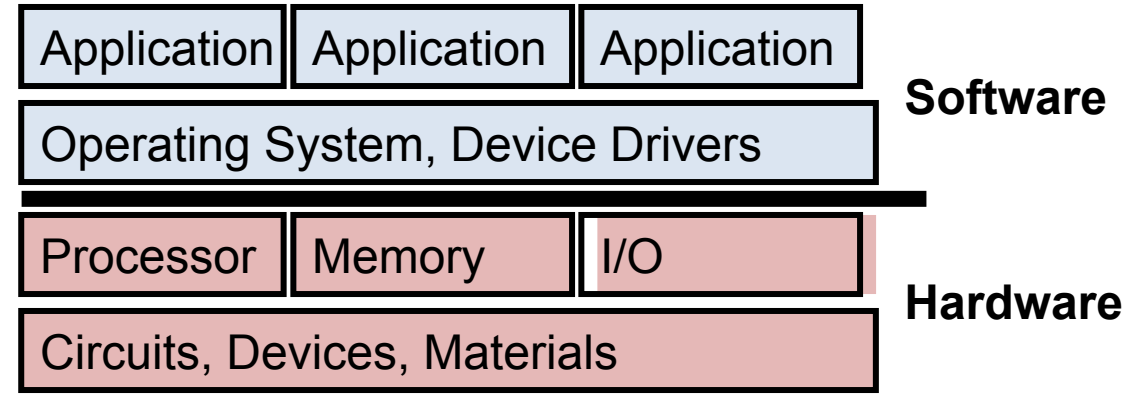 Application Application Application
Software
Operating System, Device Drivers
Processor Memory I/O
Hardware
Circuits, Devices, Materials